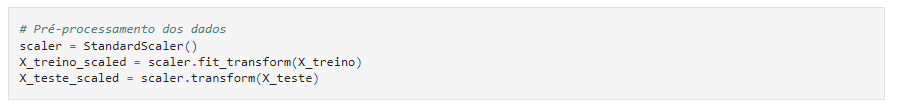 # Pré-processamento dos dados
scaler = StandardScaler()
X_treino_scaled = scaler.fit_transform(X_treino)
X_teste_scaled = scaler.transform(X_teste)